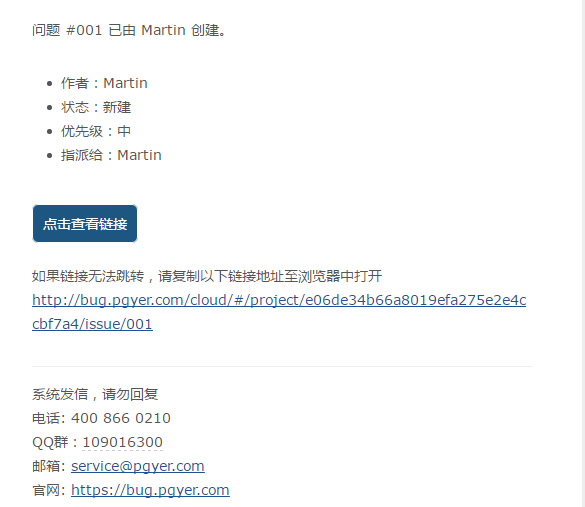 问题 #001 已由 Martin 创建。
作者：Martin
状态：新建
优先级：中
指派给：Martin
点击查看链接
如果链接无法跳转，请复制以下链接地址至浏览器中打开
http://bug.pgyer.com/cloud/#/project/e06de34b66a8019efa275e2e4c
cbf7a4/issue/001
系统发信，请勿回复
电话: 400 866 0210
QQ群：109016300
邮箱: service@pgyer.com
官网: https://bug.pgyer.com